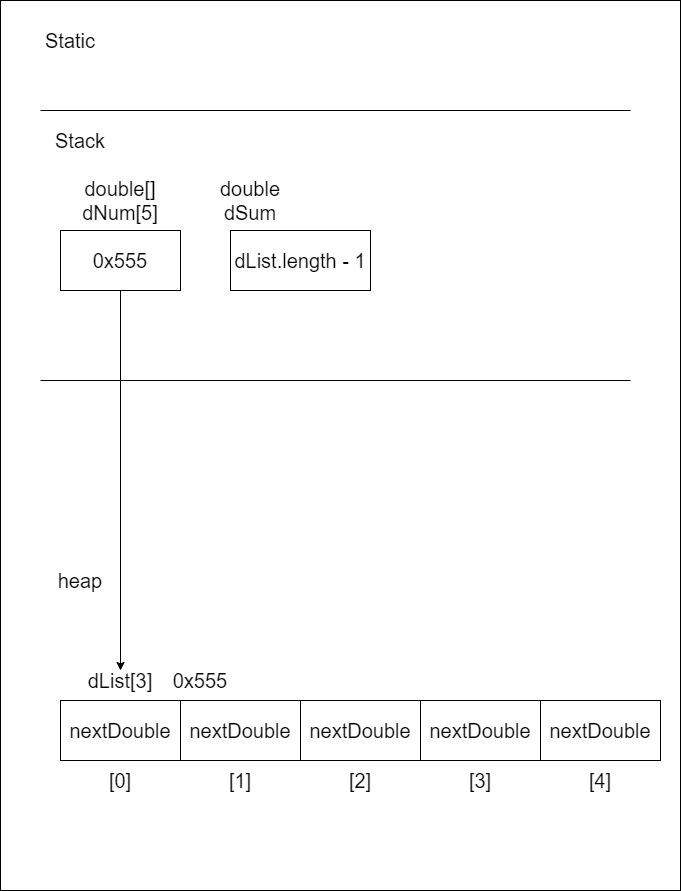 Static
Stack
double[]
dNum[5]
double
dSum
0x555
dList.length - 1
heap
dList[3] 0x555
nextDouble nextDouble nextDouble nextDouble nextDouble
[0] [1] [2] [3] [4]